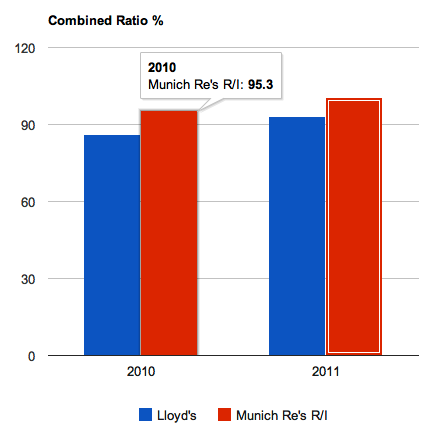 Combined Ratio %
120
2010
Munich Re's R/I: 95.3
90
60
30
0
2010 2011
Lloyd's Munich Re's R/I